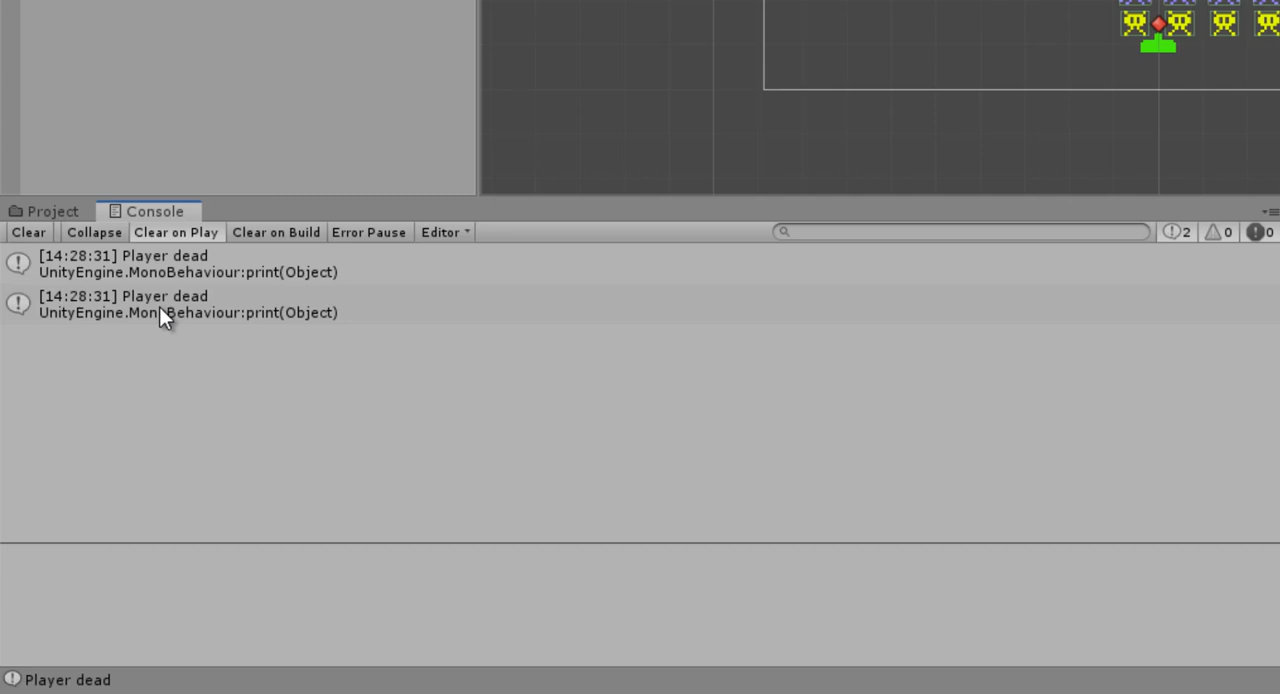 Project
Console
Clear
Collapse
Clear on Play
Clear on Build
Error Pause
Editor
2
0
0
[14:28:31] Player dead
UnityEngine.MonoBehaviour:print(Object)
[14:28:31] Player dead
UnityEngine.MonoBehaviour:print(Object)
Player dead